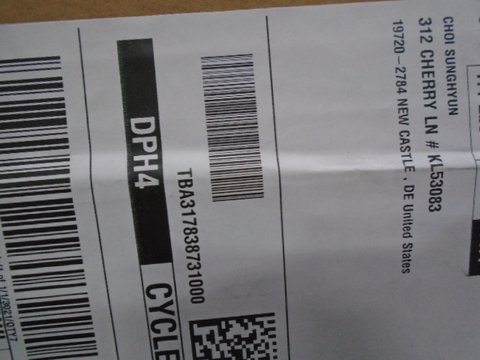 CHOI SUNGHYUN
312 CHERRY LN # KL53083
19720-2784 NEW CASTLE , DE United States
TBA317838731000
DPH4
CYCLE